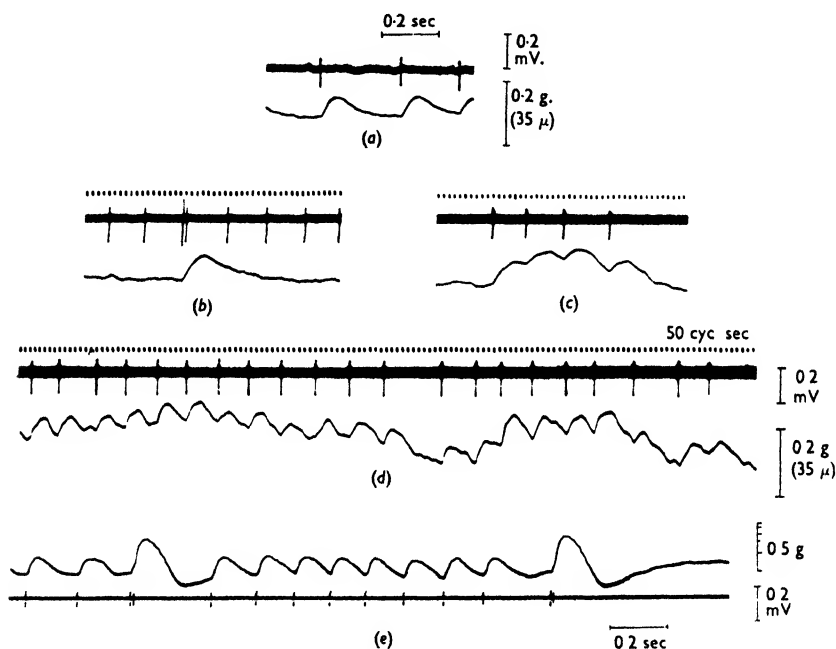 0·2 sec
0·2
mV.
0·2 g.
(35 μ)
(a)
(b)
(c)
50 cyc sec
0 2
mV
0 2 g
(35 μ)
(d)
0 5 g
0 2
mV
0 2 sec
(e)